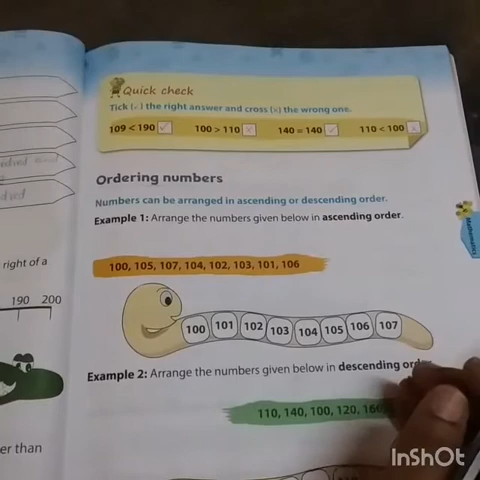 Quick check
Tick (✓) the right answer and cross (×) the wrong one.
109 < 190 ✓ 100 > 110 × 140 = 140 ✓ 110 < 100 ×
Ordering numbers
Numbers can be arranged in ascending or descending order.
Example 1: Arrange the numbers given below in ascending order.
100, 105, 107, 104, 102, 103, 101, 106
100 101 102 103 104 105 106 107
Example 2: Arrange the numbers given below in descending
110, 140, 100, 120,
right of a
190 200
er than
Mathematics
InShOt